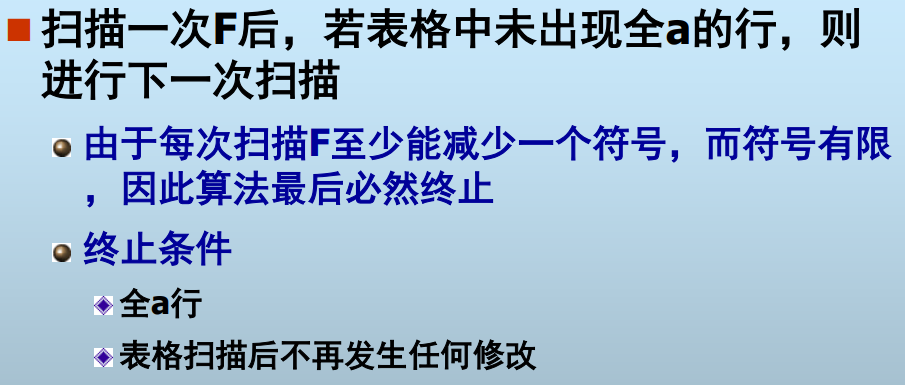 扫描一次F后，若表格中未出现全a的行，则
进行下一次扫描
由于每次扫描F至少能减少一个符号，而符号有限
，因此算法最后必然终止
终止条件
全a行
表格扫描后不再发生任何修改